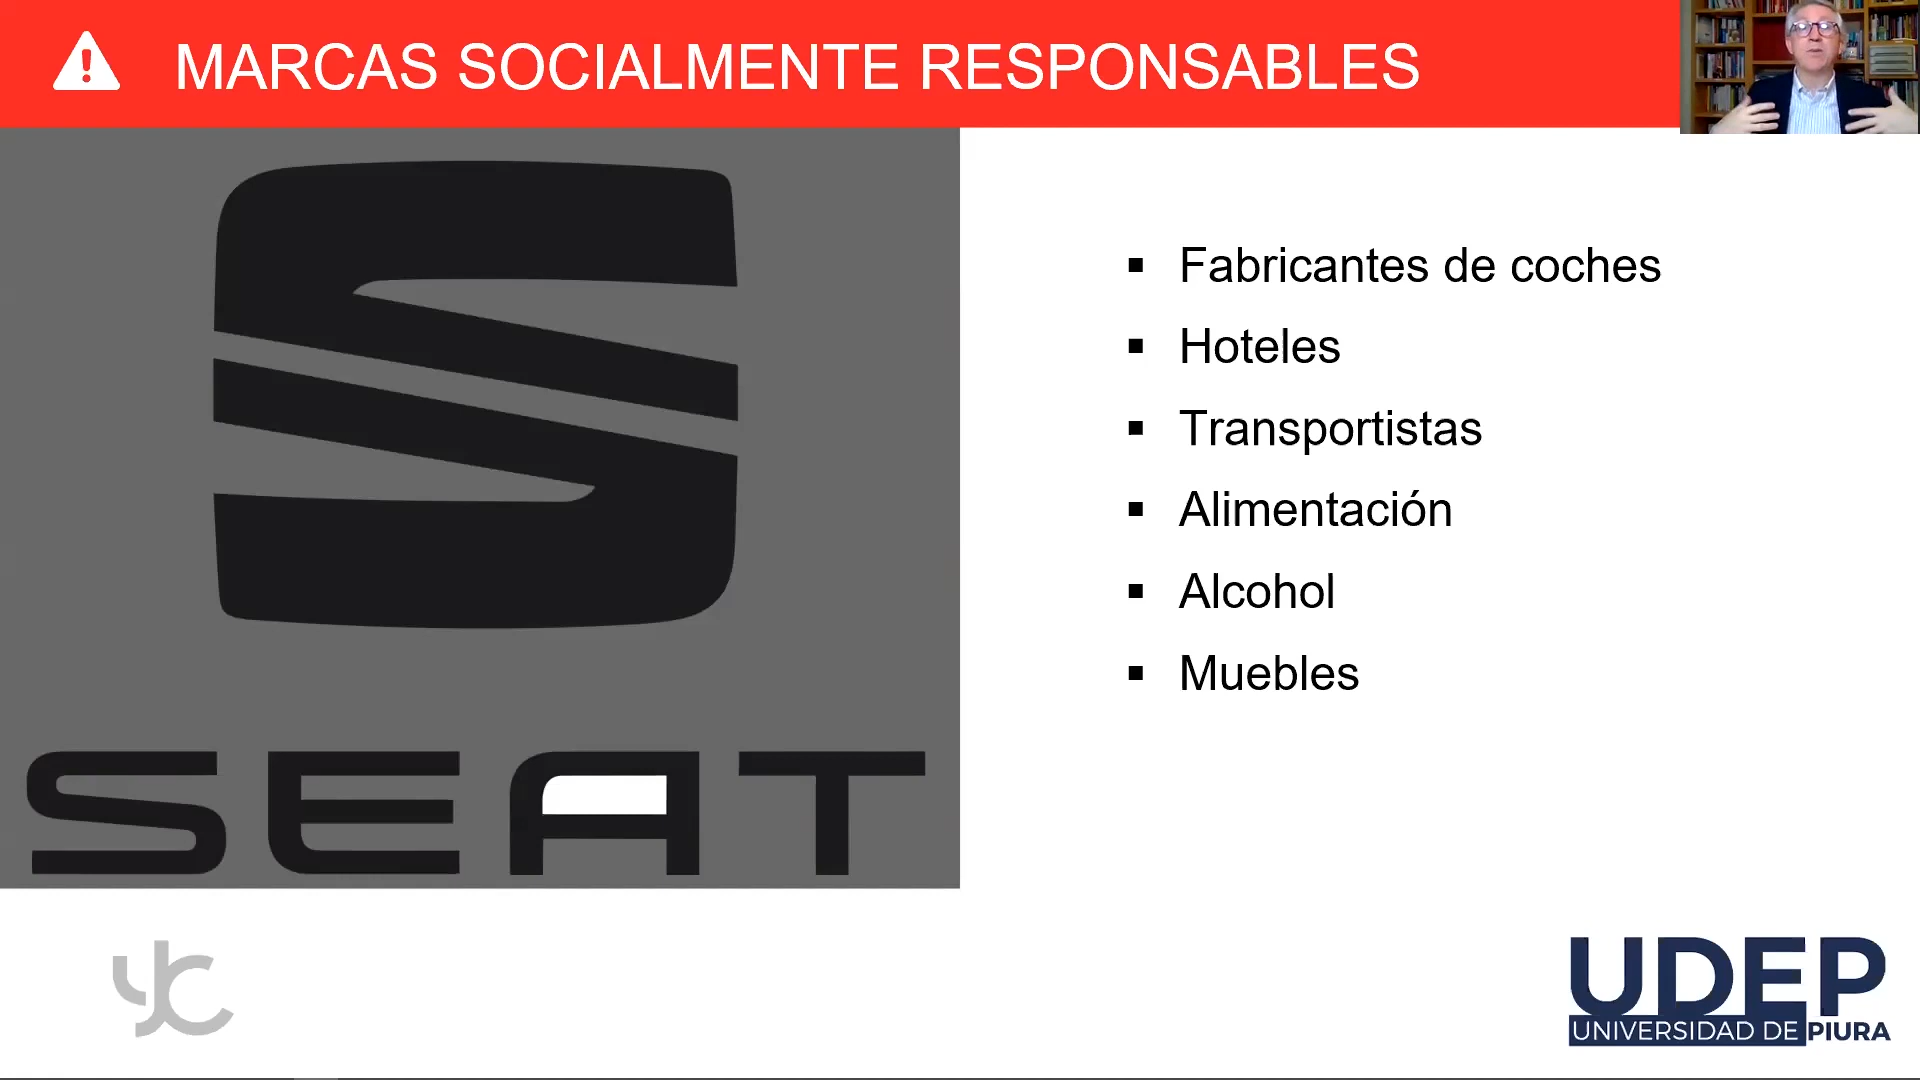 MARCAS SOCIALMENTE RESPONSABLES
SEAT
Fabricantes de coches
Hoteles
Transportistas
Alimentación
Alcohol
Muebles
UDEP
UNIVERSIDAD DE PIURA